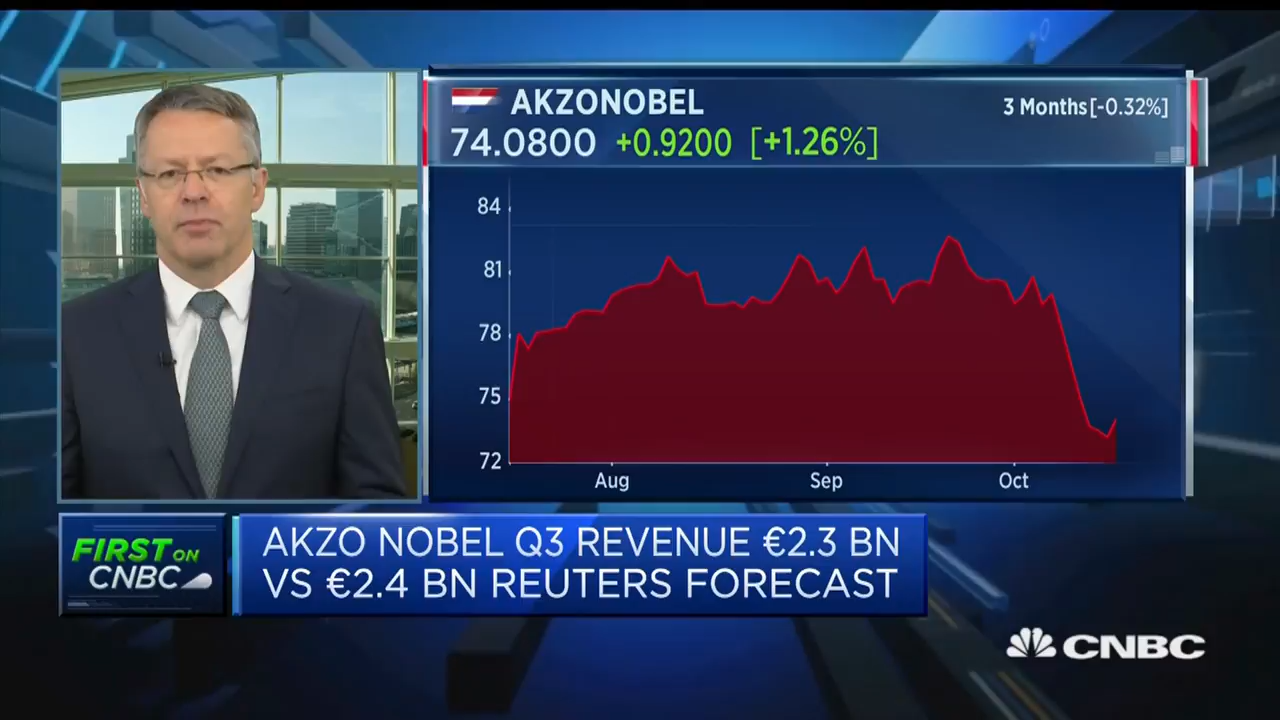 AKZONOBEL
3 Months[-0.32%]
74.0800 +0.9200 [+1.26%]
84
81
78
75
72
Aug Sep Oct
FIRST ON
CNBC
AKZO NOBEL Q3 REVENUE €2.3 BN
VS €2.4 BN REUTERS FORECAST
CNBC